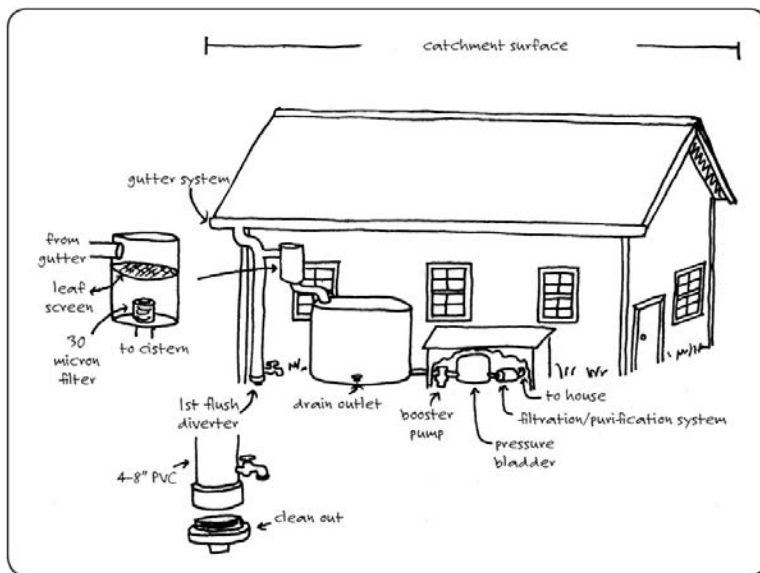 catchment surface
gutter system
from
gutter
leaf
screen
30
micron
filter
to cistern
1st flush
diverter
drain outlet
booster
pump
to house
filtration/purification system
pressure
bladder
4-8" PVC
clean out